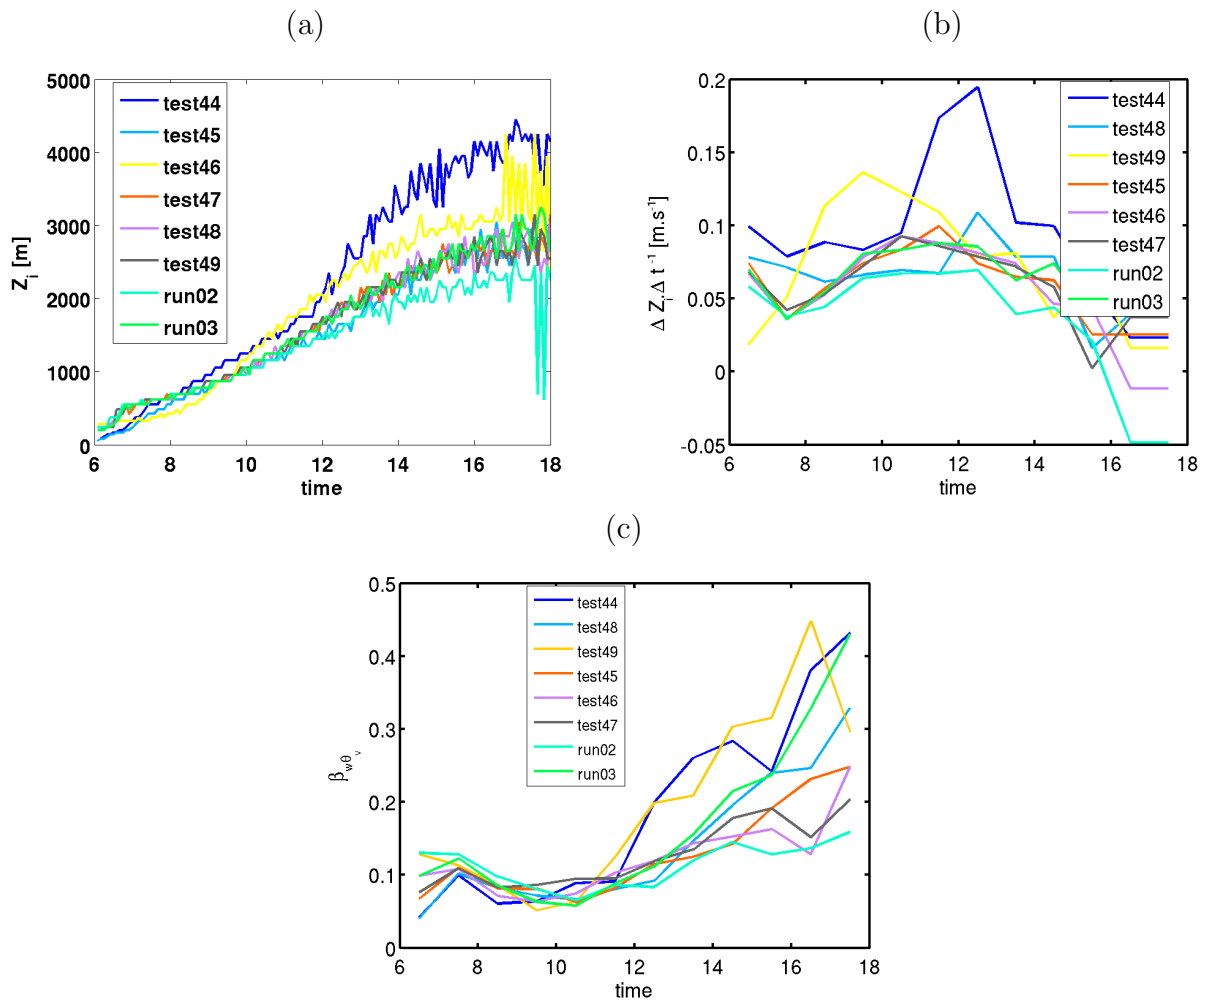 (a)
(b)
5000
4000
3000
2000
1000
0
6
8
10
12
14
16
18
Z_i [m]
time
test44
test45
test46
test47
test48
test49
run02
run03
0.2
0.15
0.1
0.05
0
-0.05
6
8
10
12
14
16
18
Δ Z_i.Δ t^-1 [m.s^-1]
time
test44
test48
test49
test45
test46
test47
run02
run03
(c)
0.5
0.4
0.3
0.2
0.1
0
6
8
10
12
14
16
18
β_wθ_v
time
test44
test48
test49
test45
test46
test47
run02
run03